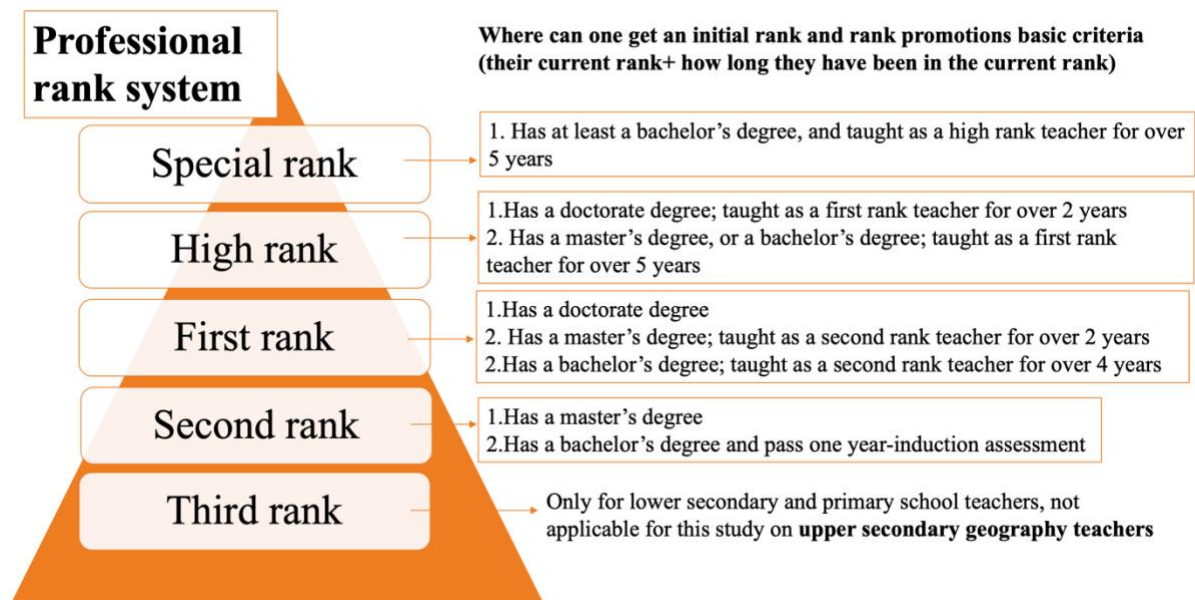 Professional
rank system
Where can one get an initial rank and rank promotions basic criteria
(their current rank+ how long they have been in the current rank)
Special rank
1. Has at least a bachelor’s degree, and taught as a high rank teacher for over
5 years
High rank
1.Has a doctorate degree; taught as a first rank teacher for over 2 years
2. Has a master’s degree, or a bachelor’s degree; taught as a first rank
teacher for over 5 years
First rank
1.Has a doctorate degree
2. Has a master’s degree; taught as a second rank teacher for over 2 years
2.Has a bachelor’s degree; taught as a second rank teacher for over 4 years
Second rank
1.Has a master’s degree
2.Has a bachelor’s degree and pass one year-induction assessment
Third rank
Only for lower secondary and primary school teachers, not
applicable for this study on upper secondary geography teachers